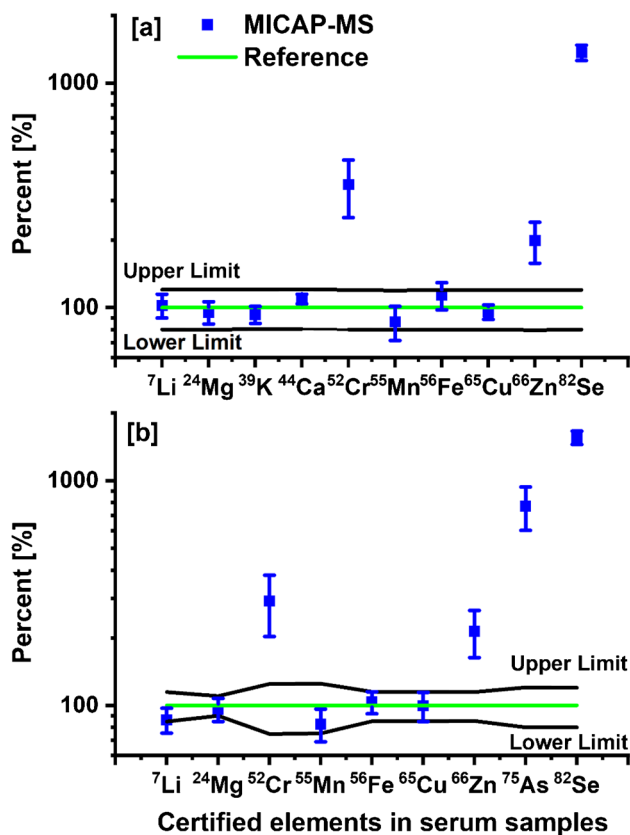 [a]
MICAP-MS
Reference
Percent [%]
1000
100
Upper Limit
Lower Limit
⁷Li ²⁴Mg ³⁹K ⁴⁴Ca ⁵²Cr ⁵⁵Mn ⁵⁶Fe ⁶⁵Cu ⁶⁶Zn ⁸²Se
[b]
Percent [%]
1000
100
Upper Limit
Lower Limit
⁷Li ²⁴Mg ⁵²Cr ⁵⁵Mn ⁵⁶Fe ⁶⁵Cu ⁶⁶Zn ⁷⁵As ⁸²Se
Certified elements in serum samples